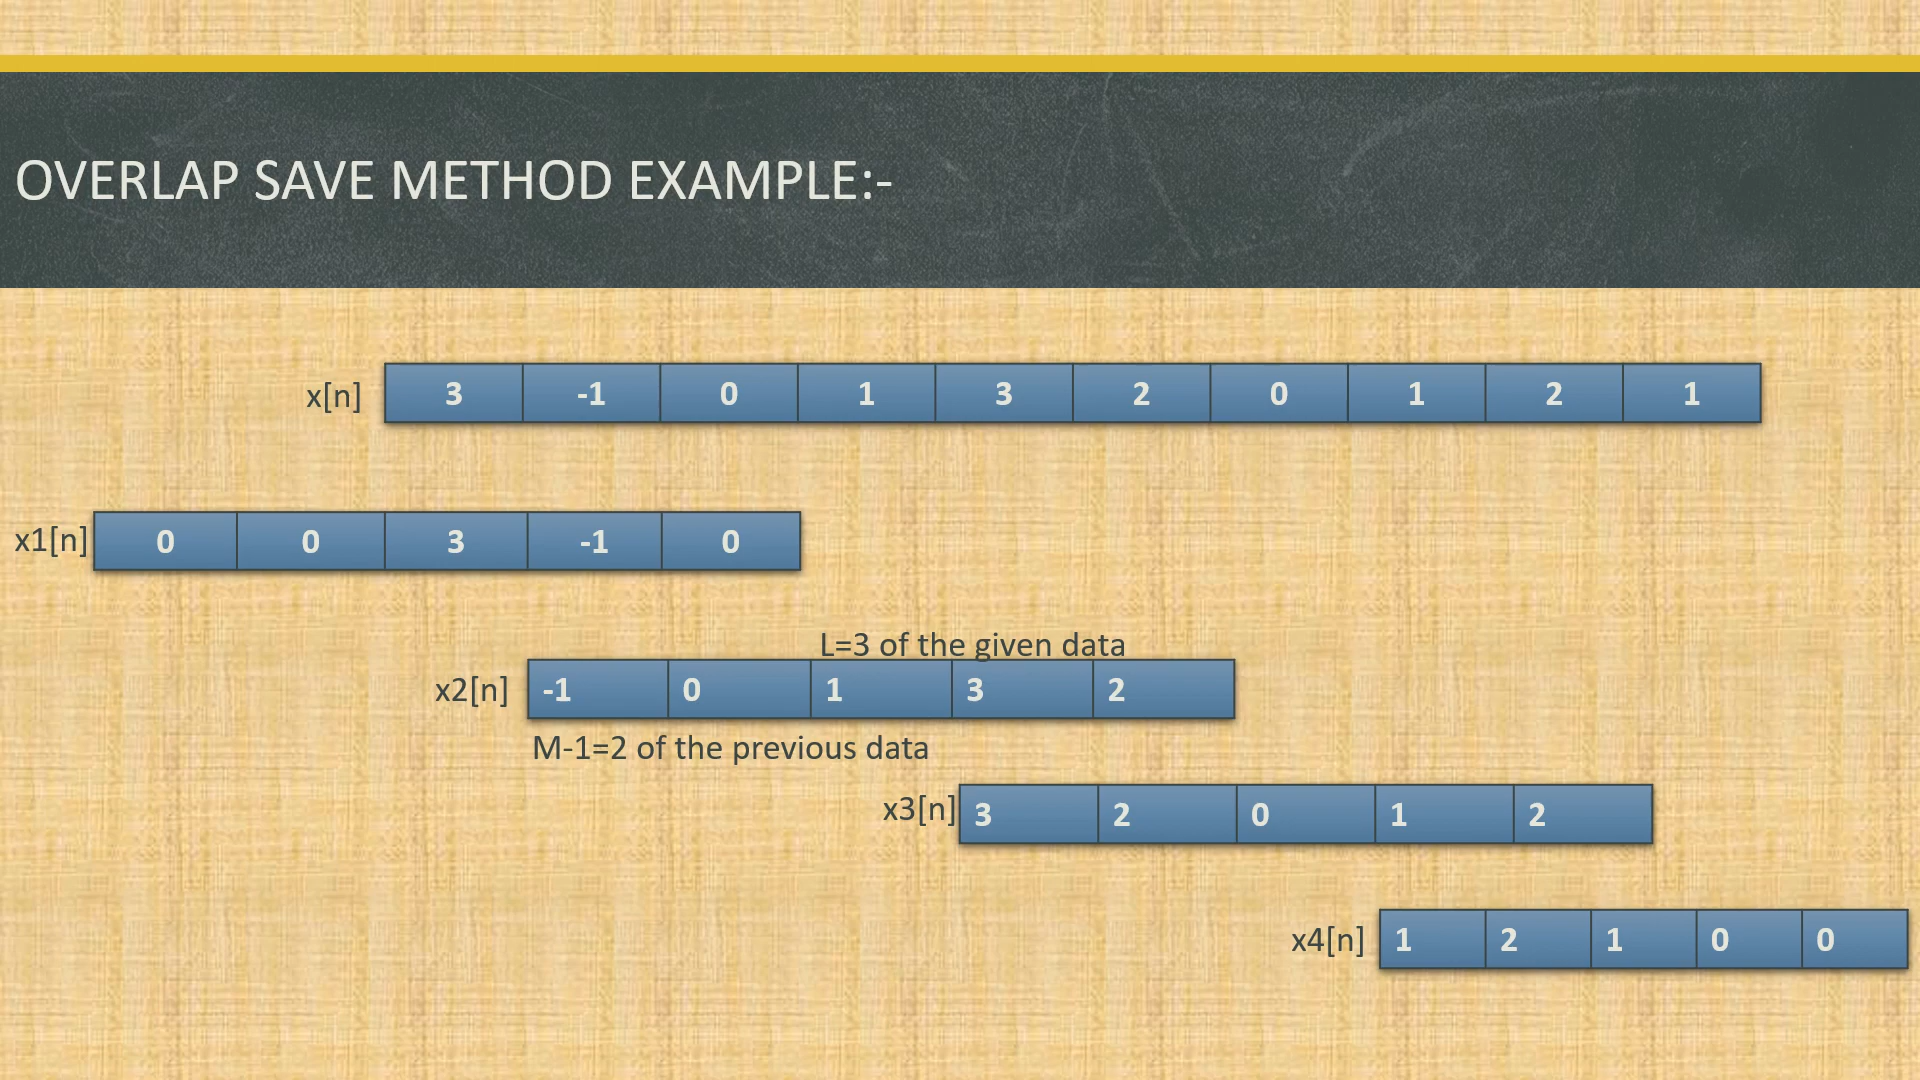 OVERLAP SAVE METHOD EXAMPLE:-
x[n] 3 -1 0 1 3 2 0 1 2 1
x1[n] 0 0 3 -1 0
L=3 of the given data
x2[n] -1 0 1 3 2
M-1=2 of the previous data
x3[n] 3 2 0 1 2
x4[n] 1 2 1 0 0